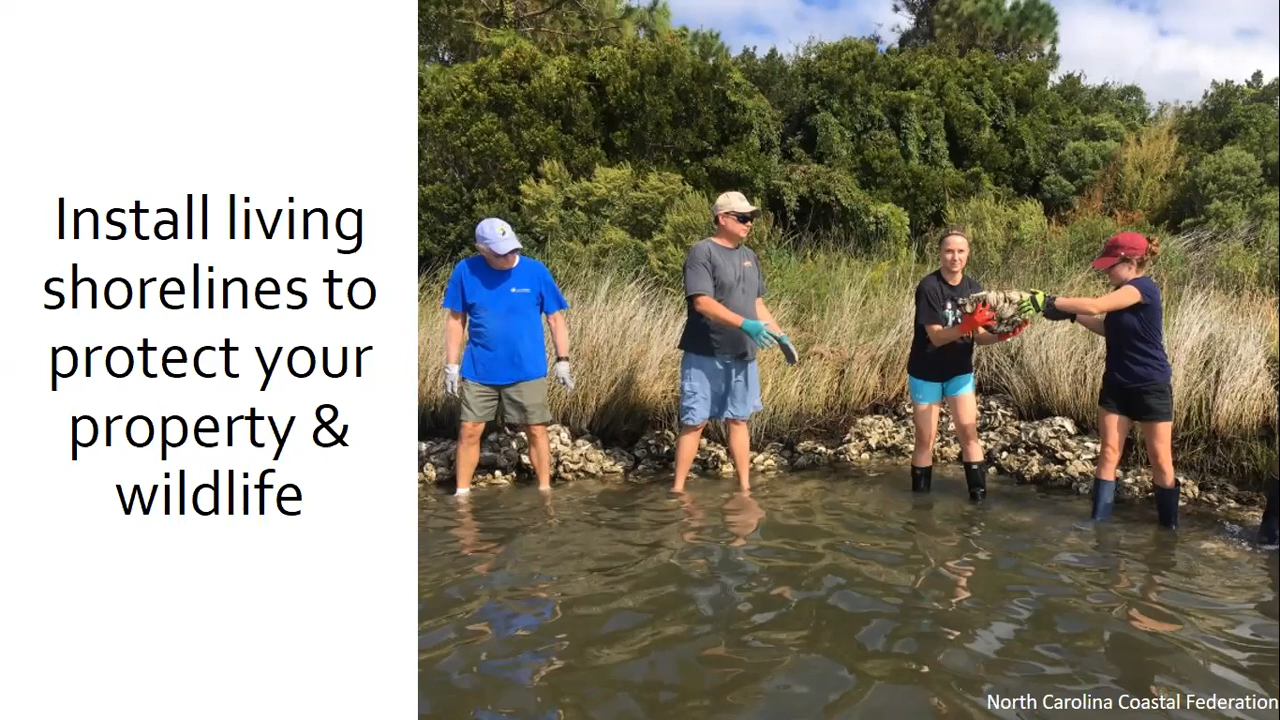 Install living
shorelines to
protect your
property &
wildlife
North Carolina Coastal Federation